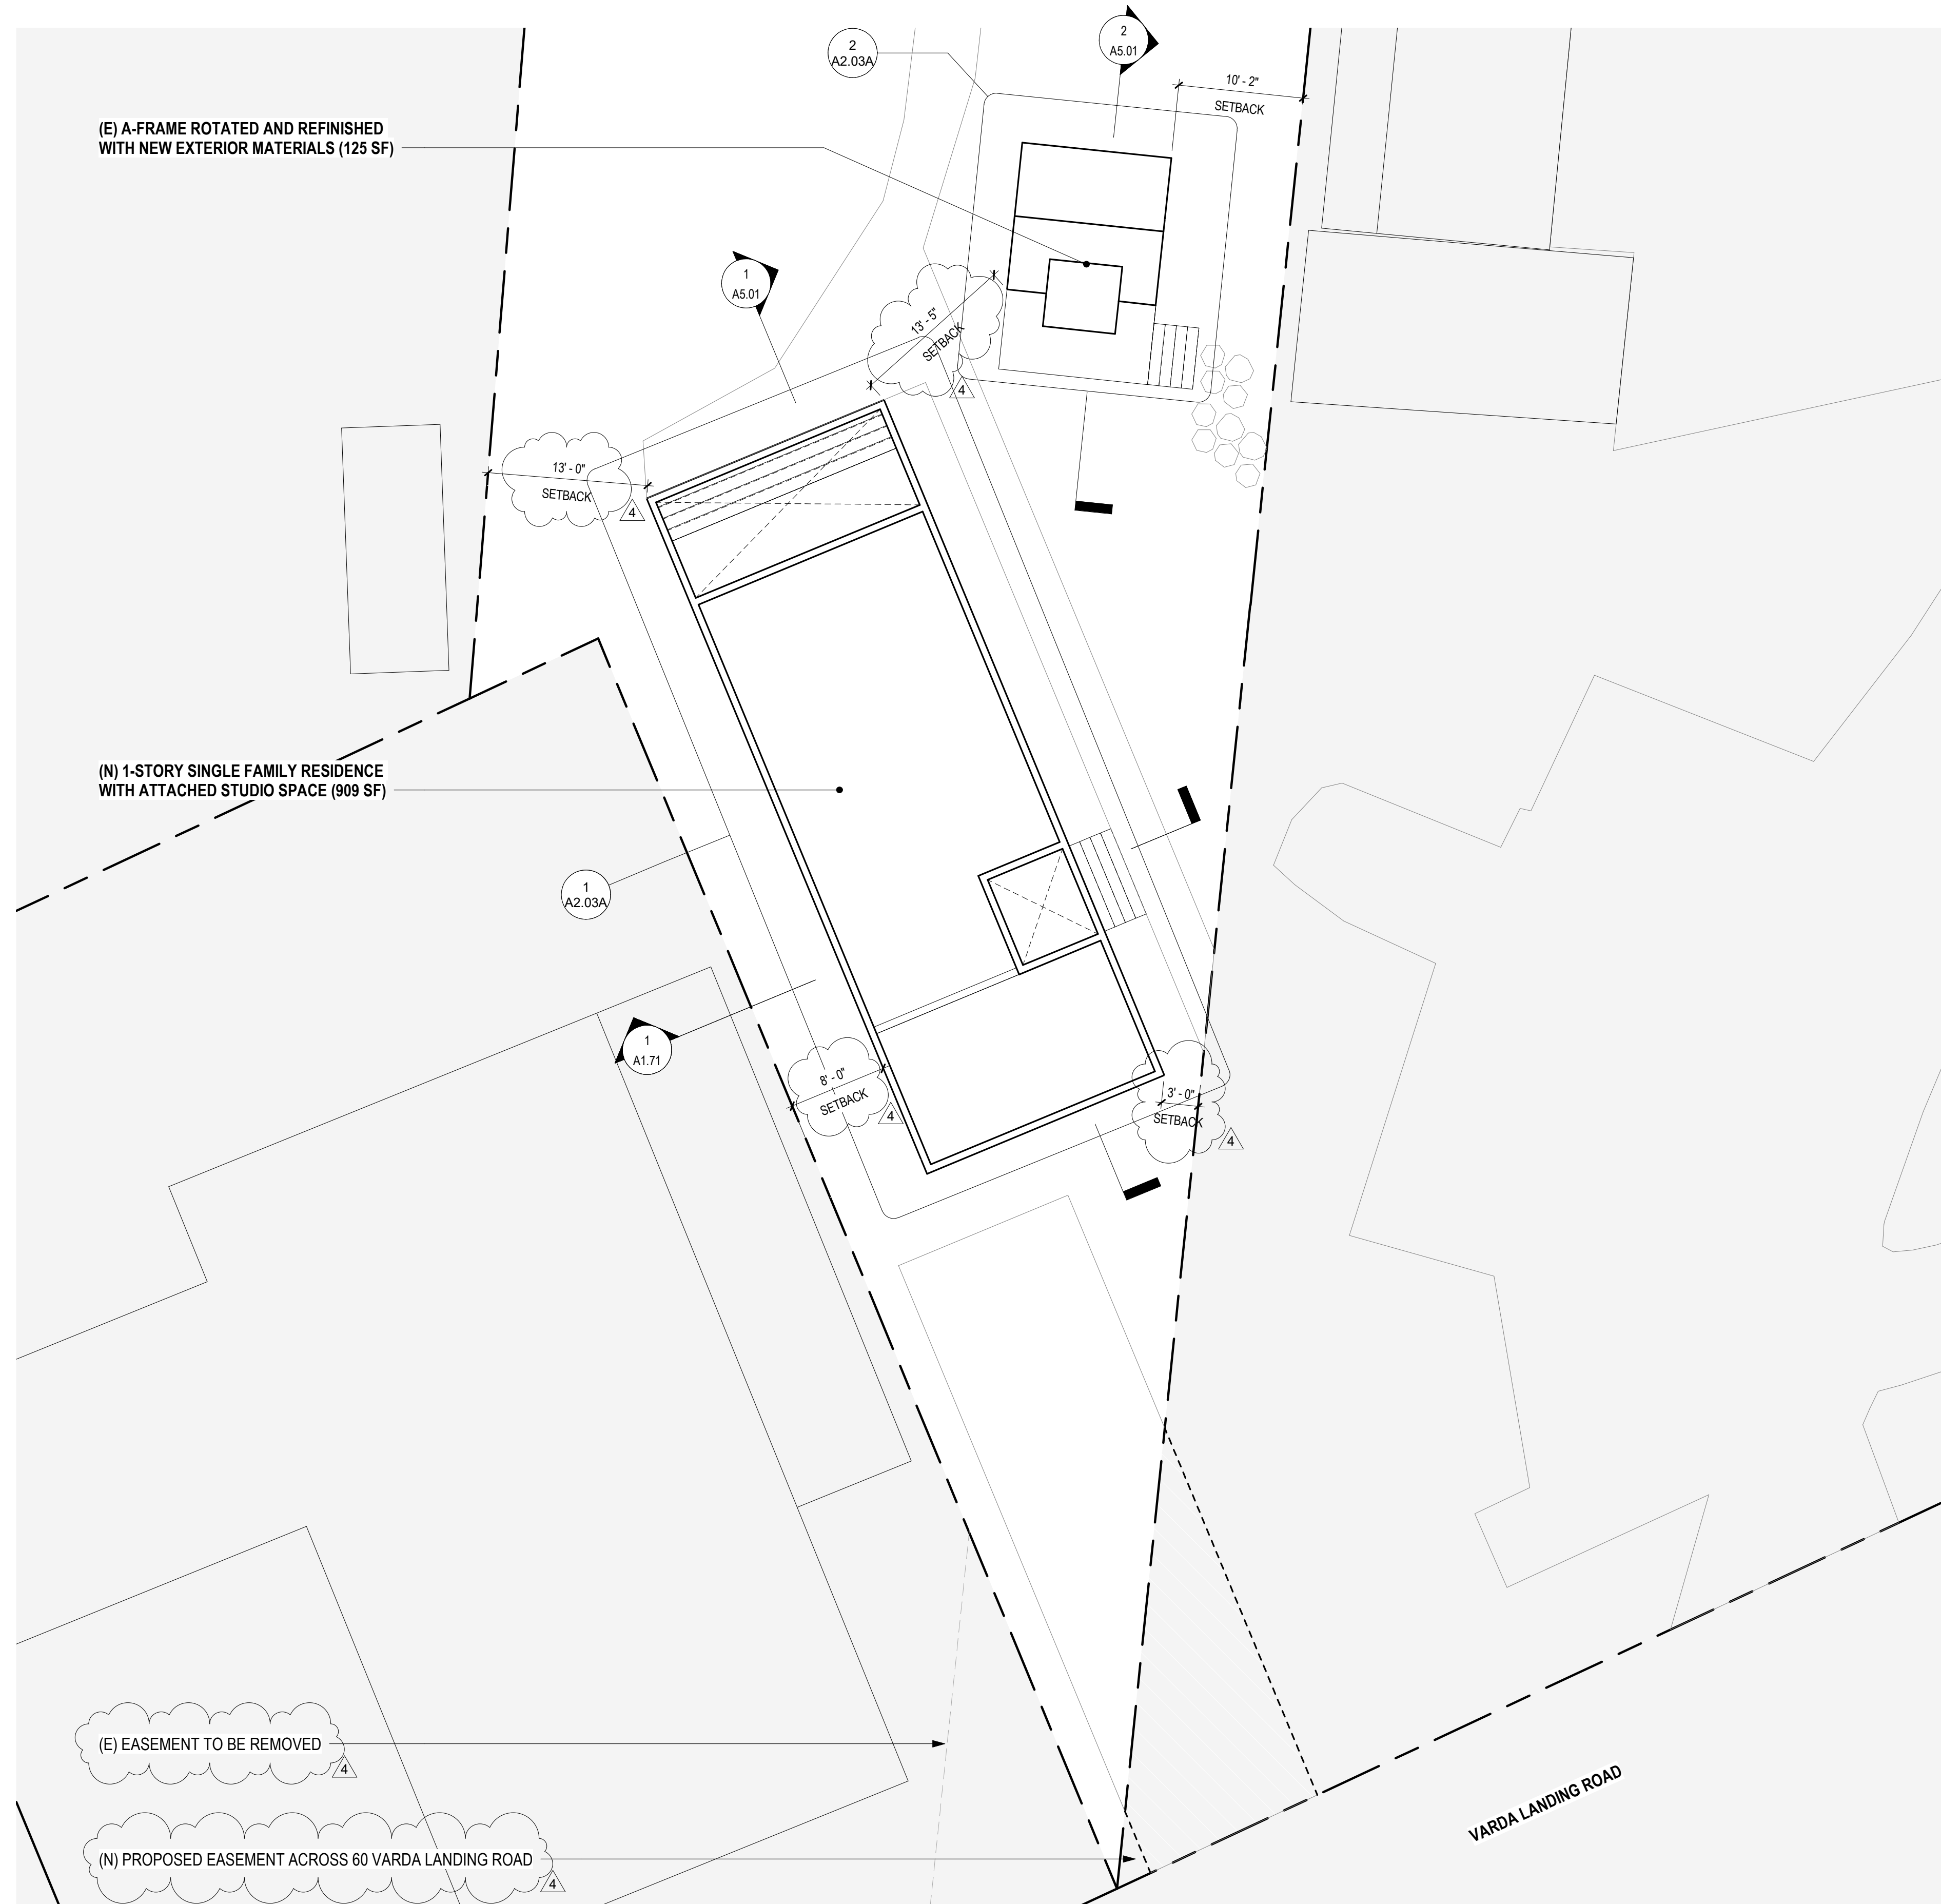 2
A5.01
2
A2.03A
10' - 2"
SETBACK
(E) A-FRAME ROTATED AND REFINISHED
WITH NEW EXTERIOR MATERIALS (125 SF)
1
A5.01
13' - 5"
SETBACK
4
13' - 0"
SETBACK
4
(N) 1-STORY SINGLE FAMILY RESIDENCE
WITH ATTACHED STUDIO SPACE (909 SF)
1
A2.03A
1
A1.71
8' - 0"
SETBACK
4
3' - 0"
SETBACK
4
(E) EASEMENT TO BE REMOVED
4
VARDA LANDING ROAD
(N) PROPOSED EASEMENT ACROSS 60 VARDA LANDING ROAD
4